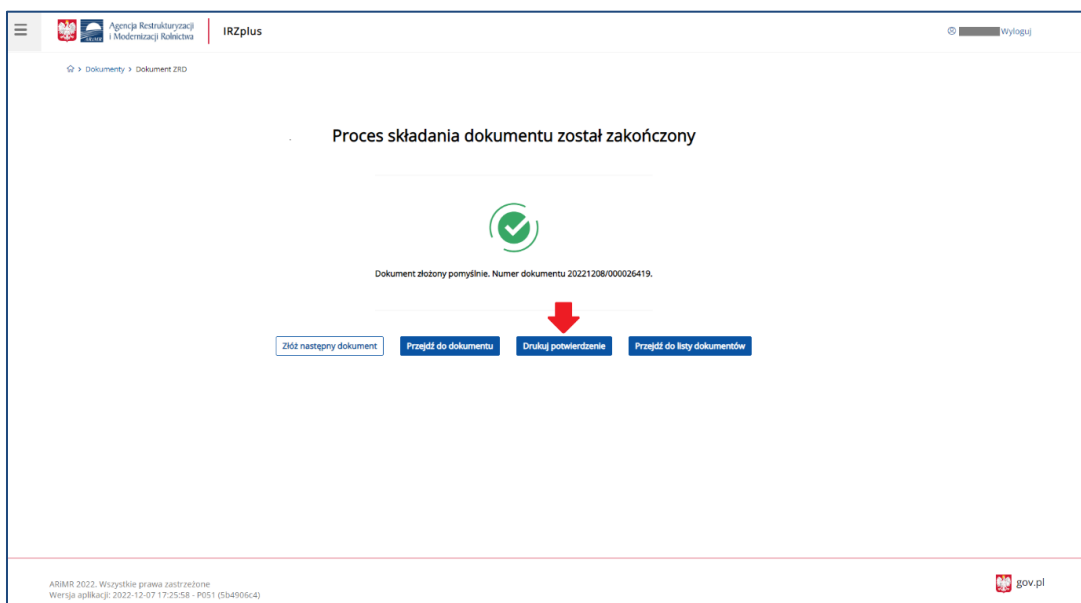 Agencja Restrukturyzacji
i Modernizacji Rolnictwa
ARiMR
IRZplus
Wyloguj
Dokumenty > Dokument ZRD
Proces składania dokumentu został zakończony
Dokument złożony pomyślnie. Numer dokumentu 20221208/000026419.
Złóż następny dokument
Przejdź do dokumentu
Drukuj potwierdzenie
Przejdź do listy dokumentów
ARiMR 2022, Wszystkie prawa zastrzeżone
Wersja aplikacji: 2022-12-07 17:25:58 - P051 (5b4906c4)
gov.pl